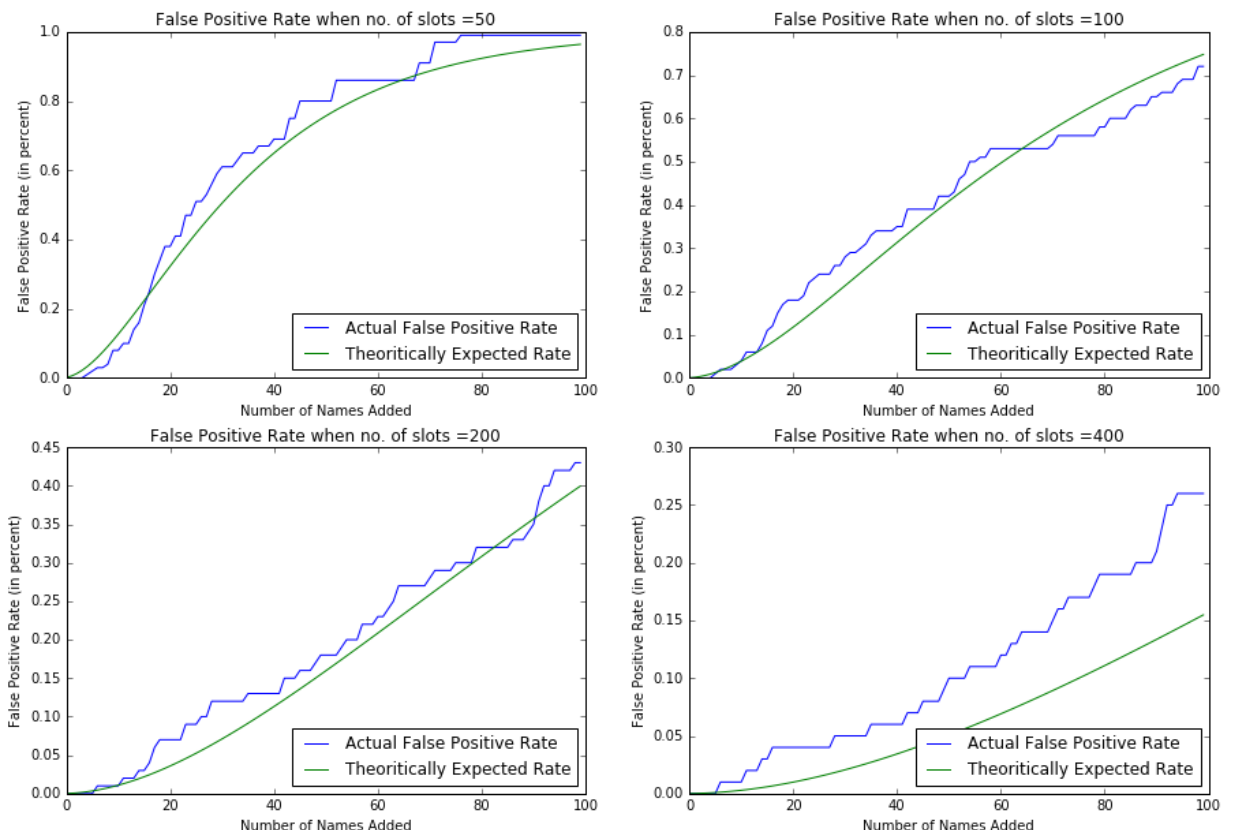 False Positive Rate when no. of slots =50
1.0
0.8
0.6
0.4
0.2
0.0
False Positive Rate (in percent)
Actual False Positive Rate
Theoritically Expected Rate
0 20 40 60 80 100
Number of Names Added
False Positive Rate when no. of slots =100
0.8
0.7
0.6
0.5
0.4
0.3
0.2
0.1
0.0
False Positive Rate (in percent)
Actual False Positive Rate
Theoritically Expected Rate
0 20 40 60 80 100
Number of Names Added
False Positive Rate when no. of slots =200
0.45
0.40
0.35
0.30
0.25
0.20
0.15
0.10
0.05
0.00
False Positive Rate (in percent)
Actual False Positive Rate
Theoritically Expected Rate
0 20 40 60 80 100
Number of Names Added
False Positive Rate when no. of slots =400
0.30
0.25
0.20
0.15
0.10
0.05
0.00
False Positive Rate (in percent)
Actual False Positive Rate
Theoritically Expected Rate
0 20 40 60 80 100
Number of Names Added